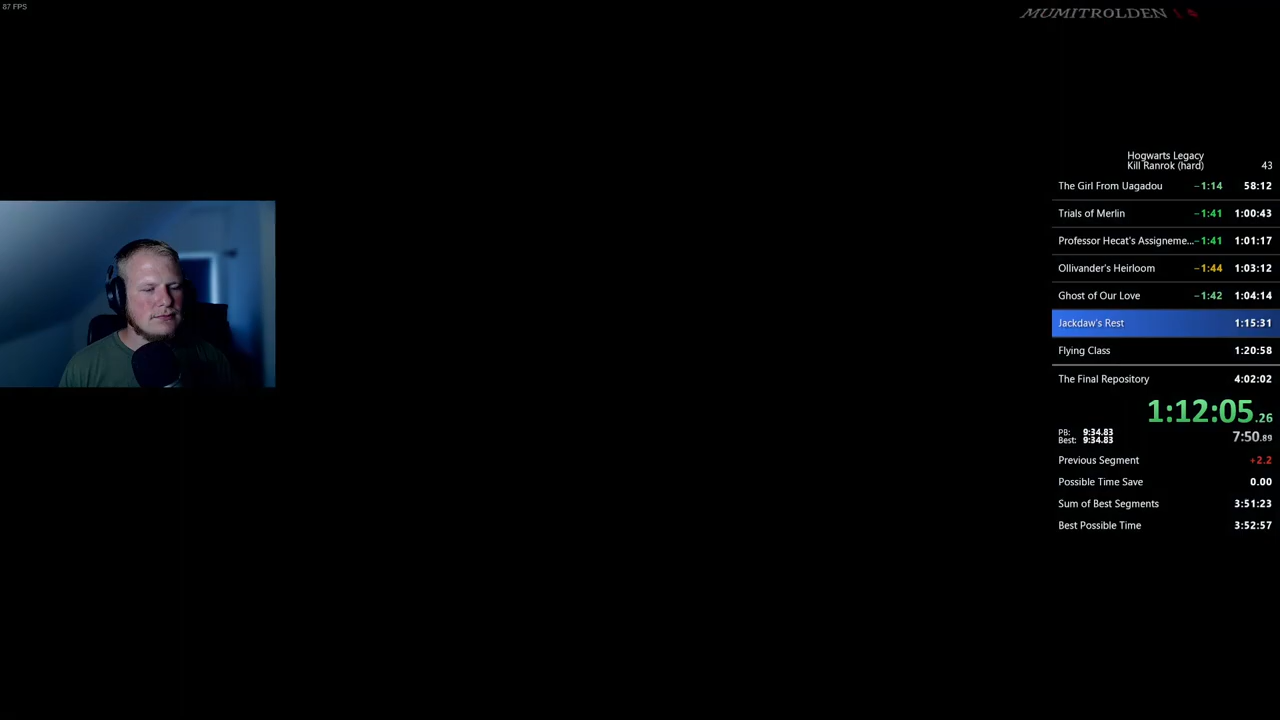 87 FPS
MUMITROLDEN
Hogwarts Legacy
Kill Ranrok (hard) 43
The Girl From Uagadou −1:14 58:12
Trials of Merlin −1:41 1:00:43
Professor Hecat's Assigneme... −1:41 1:01:17
Ollivander's Heirloom −1:44 1:03:12
Ghost of Our Love −1:42 1:04:14
Jackdaw's Rest 1:15:31
Flying Class 1:20:58
The Final Repository 4:02:02
1:12:05.26
PB: 9:34.83
Best: 9:34.83
7:50.89
Previous Segment +2.2
Possible Time Save 0.00
Sum of Best Segments 3:51:23
Best Possible Time 3:52:57